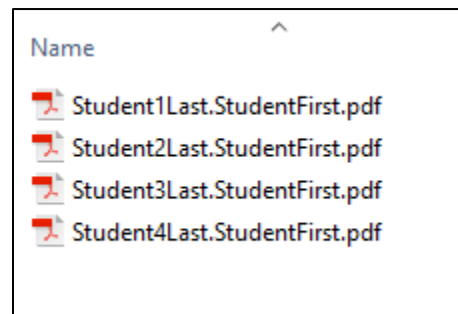 Name
Student1Last.StudentFirst.pdf
Student2Last.StudentFirst.pdf
Student3Last.StudentFirst.pdf
Student4Last.StudentFirst.pdf